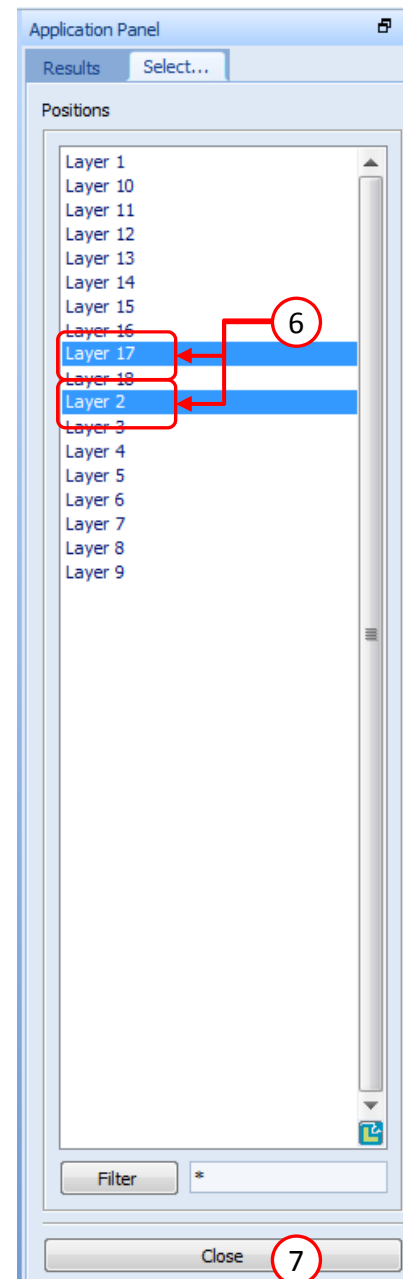 Application Panel
Results Select...
Positions
Layer 1
Layer 10
Layer 11
Layer 12
Layer 13
Layer 14
Layer 15
Layer 16
6
Layer 17
Layer 18
Layer 2
Layer 3
Layer 4
Layer 5
Layer 6
Layer 7
Layer 8
Layer 9
Filter *
Close 7